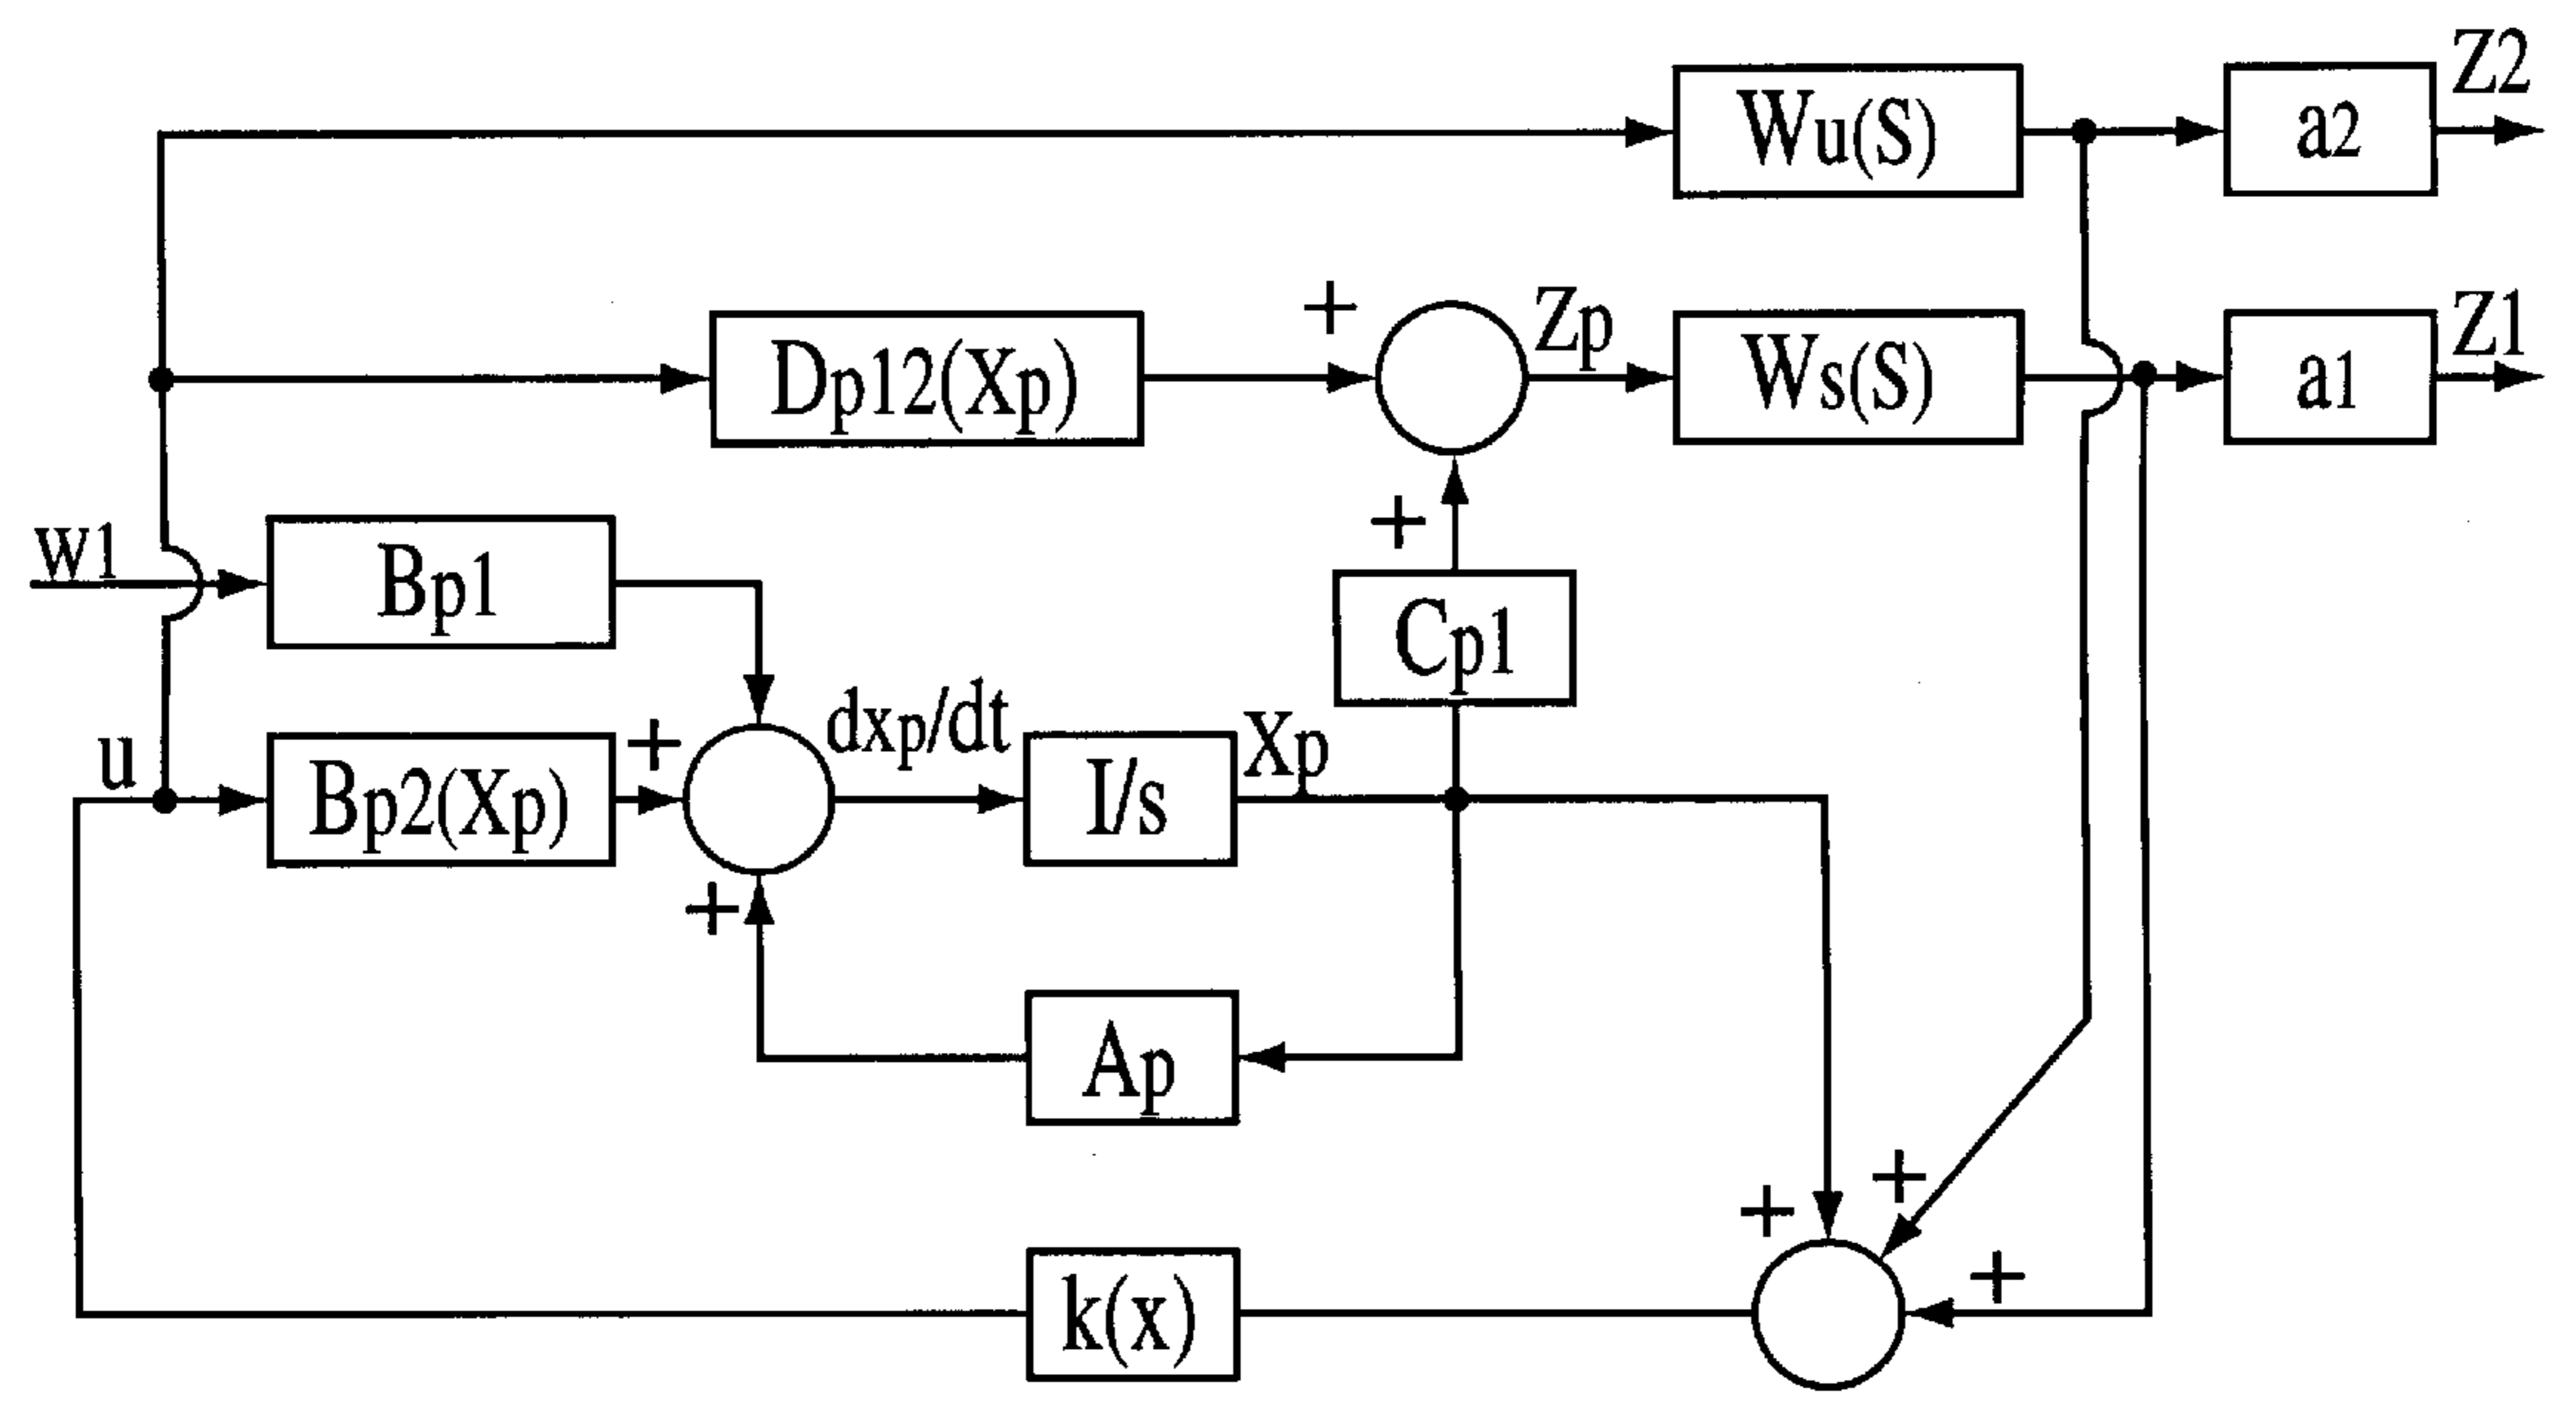 Wu(S) a2 Z2
+ Zp
Dp12(Xp) Ws(S) a1 Z1
+
w1 Bp1
Cp1
u Bp2(Xp) + dxp/dt I/s Xp
+
Ap
+ +
+
k(x)